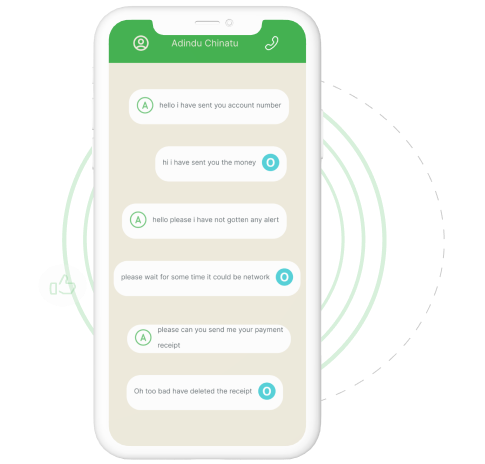 Adindu Chinatu
A hello i have sent you account number
hi i have sent you the money O
A hello please i have not gotten any alert
please wait for some time it could be network O
please can you send me your payment
A
receipt
Oh too bad have deleted the receipt O